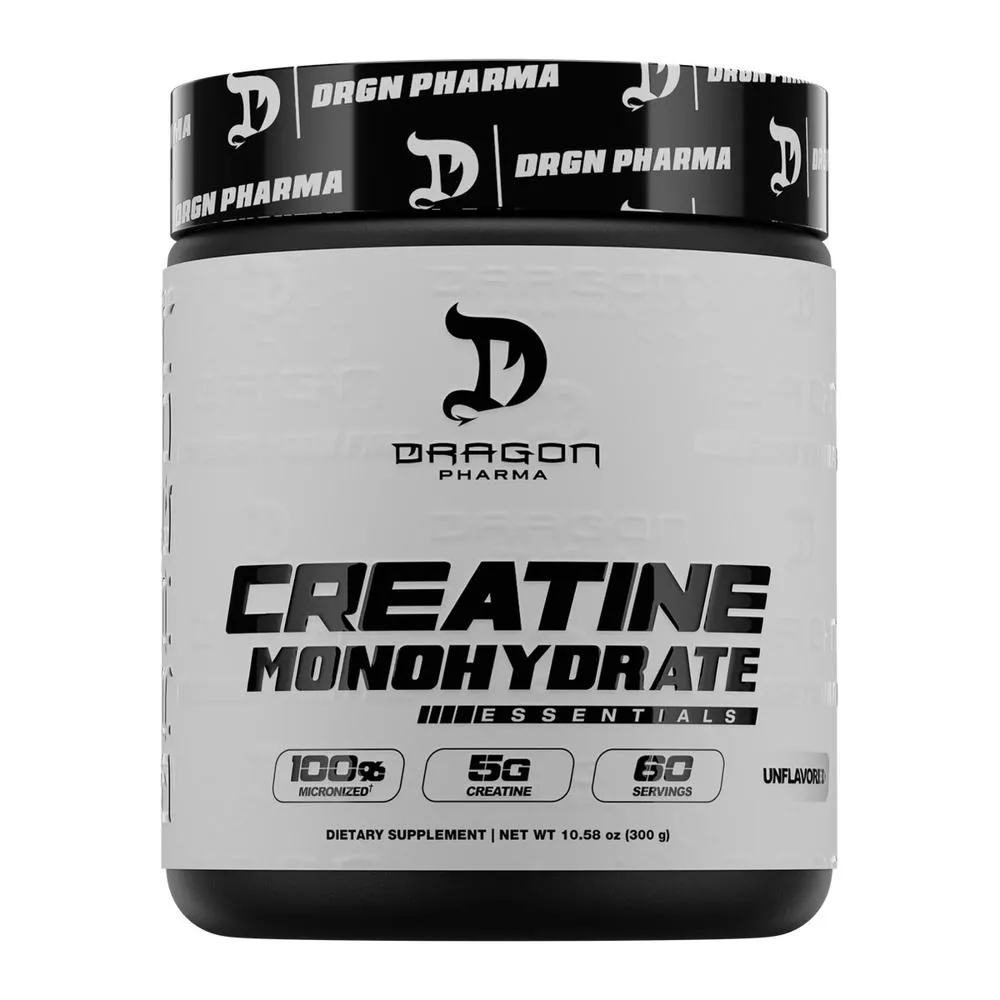 DRGN PHARMA
DRGN PHARMA
DRGN PHARMA
DRAGON
PHARMA
CREATINE
MONOHYDRATE
ESSENTIALS
100%
MICRONIZED†
5G
CREATINE
60
SERVINGS
UNFLAVORED
DIETARY SUPPLEMENT | NET WT 10.58 oz (300 g)